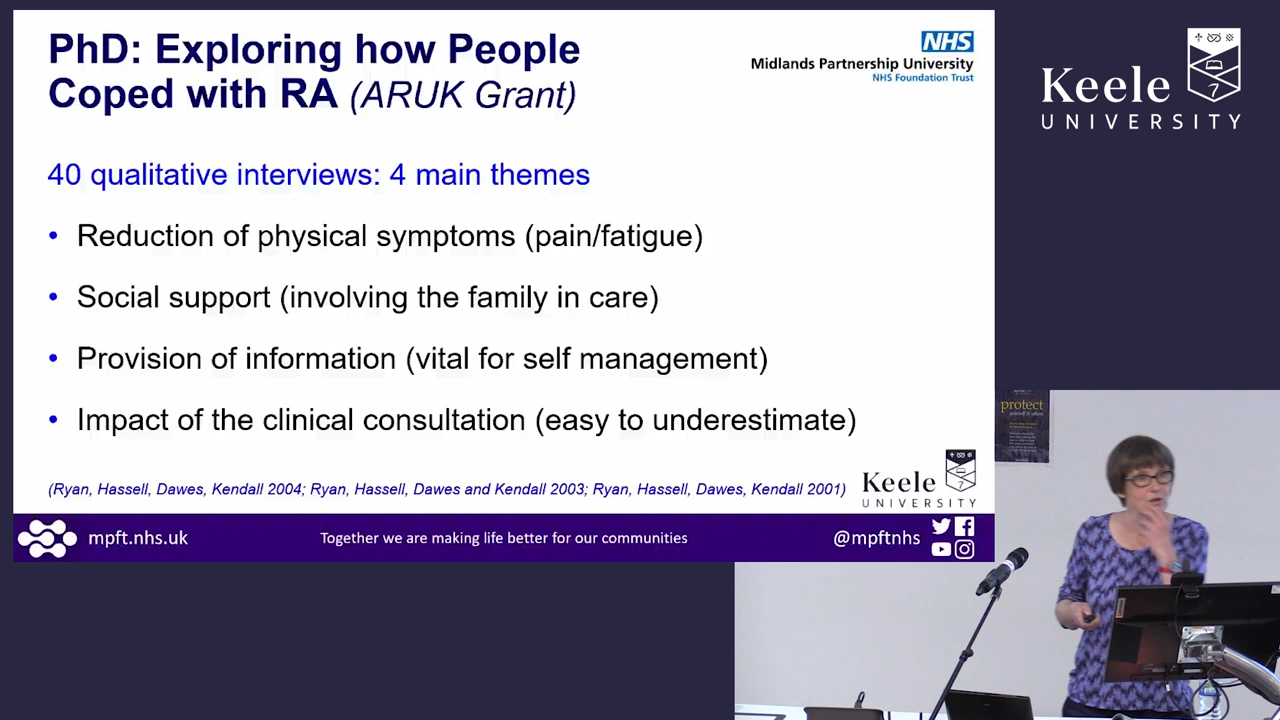 PhD: Exploring how People
Coped with RA (ARUK Grant)
NHS
Midlands Partnership University
NHS Foundation Trust
Keele
UNIVERSITY
40 qualitative interviews: 4 main themes
• Reduction of physical symptoms (pain/fatigue)
• Social support (involving the family in care)
• Provision of information (vital for self management)
• Impact of the clinical consultation (easy to underestimate)
(Ryan, Hassell, Dawes, Kendall 2004; Ryan, Hassell, Dawes and Kendall 2003; Ryan, Hassell, Dawes, Kendall 2001)
Keele
UNIVERSITY
mpft.nhs.uk
Together we are making life better for our communities
@mpftnhs
protect